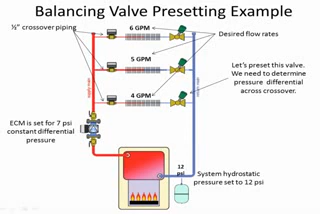 Balancing Valve Presetting Example
½" crossover piping
6 GPM
Desired flow rates
5 GPM
Let's preset this valve.
We need to determine
pressure differential
across crossover.
4 GPM
supply main
ECM is set for 7 psi
constant differential
pressure
12
PSI
System hydrostatic
pressure set to 12 psi